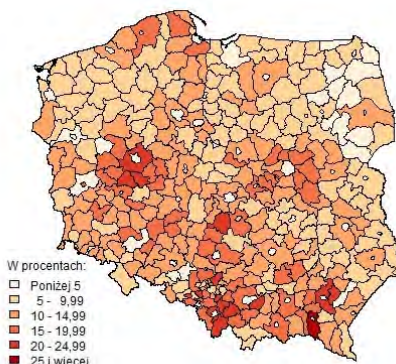 W procentach:
Poniżej 5
5 - 9,99
10 - 14,99
15 - 19,99
20 - 24,99
25 i więcej